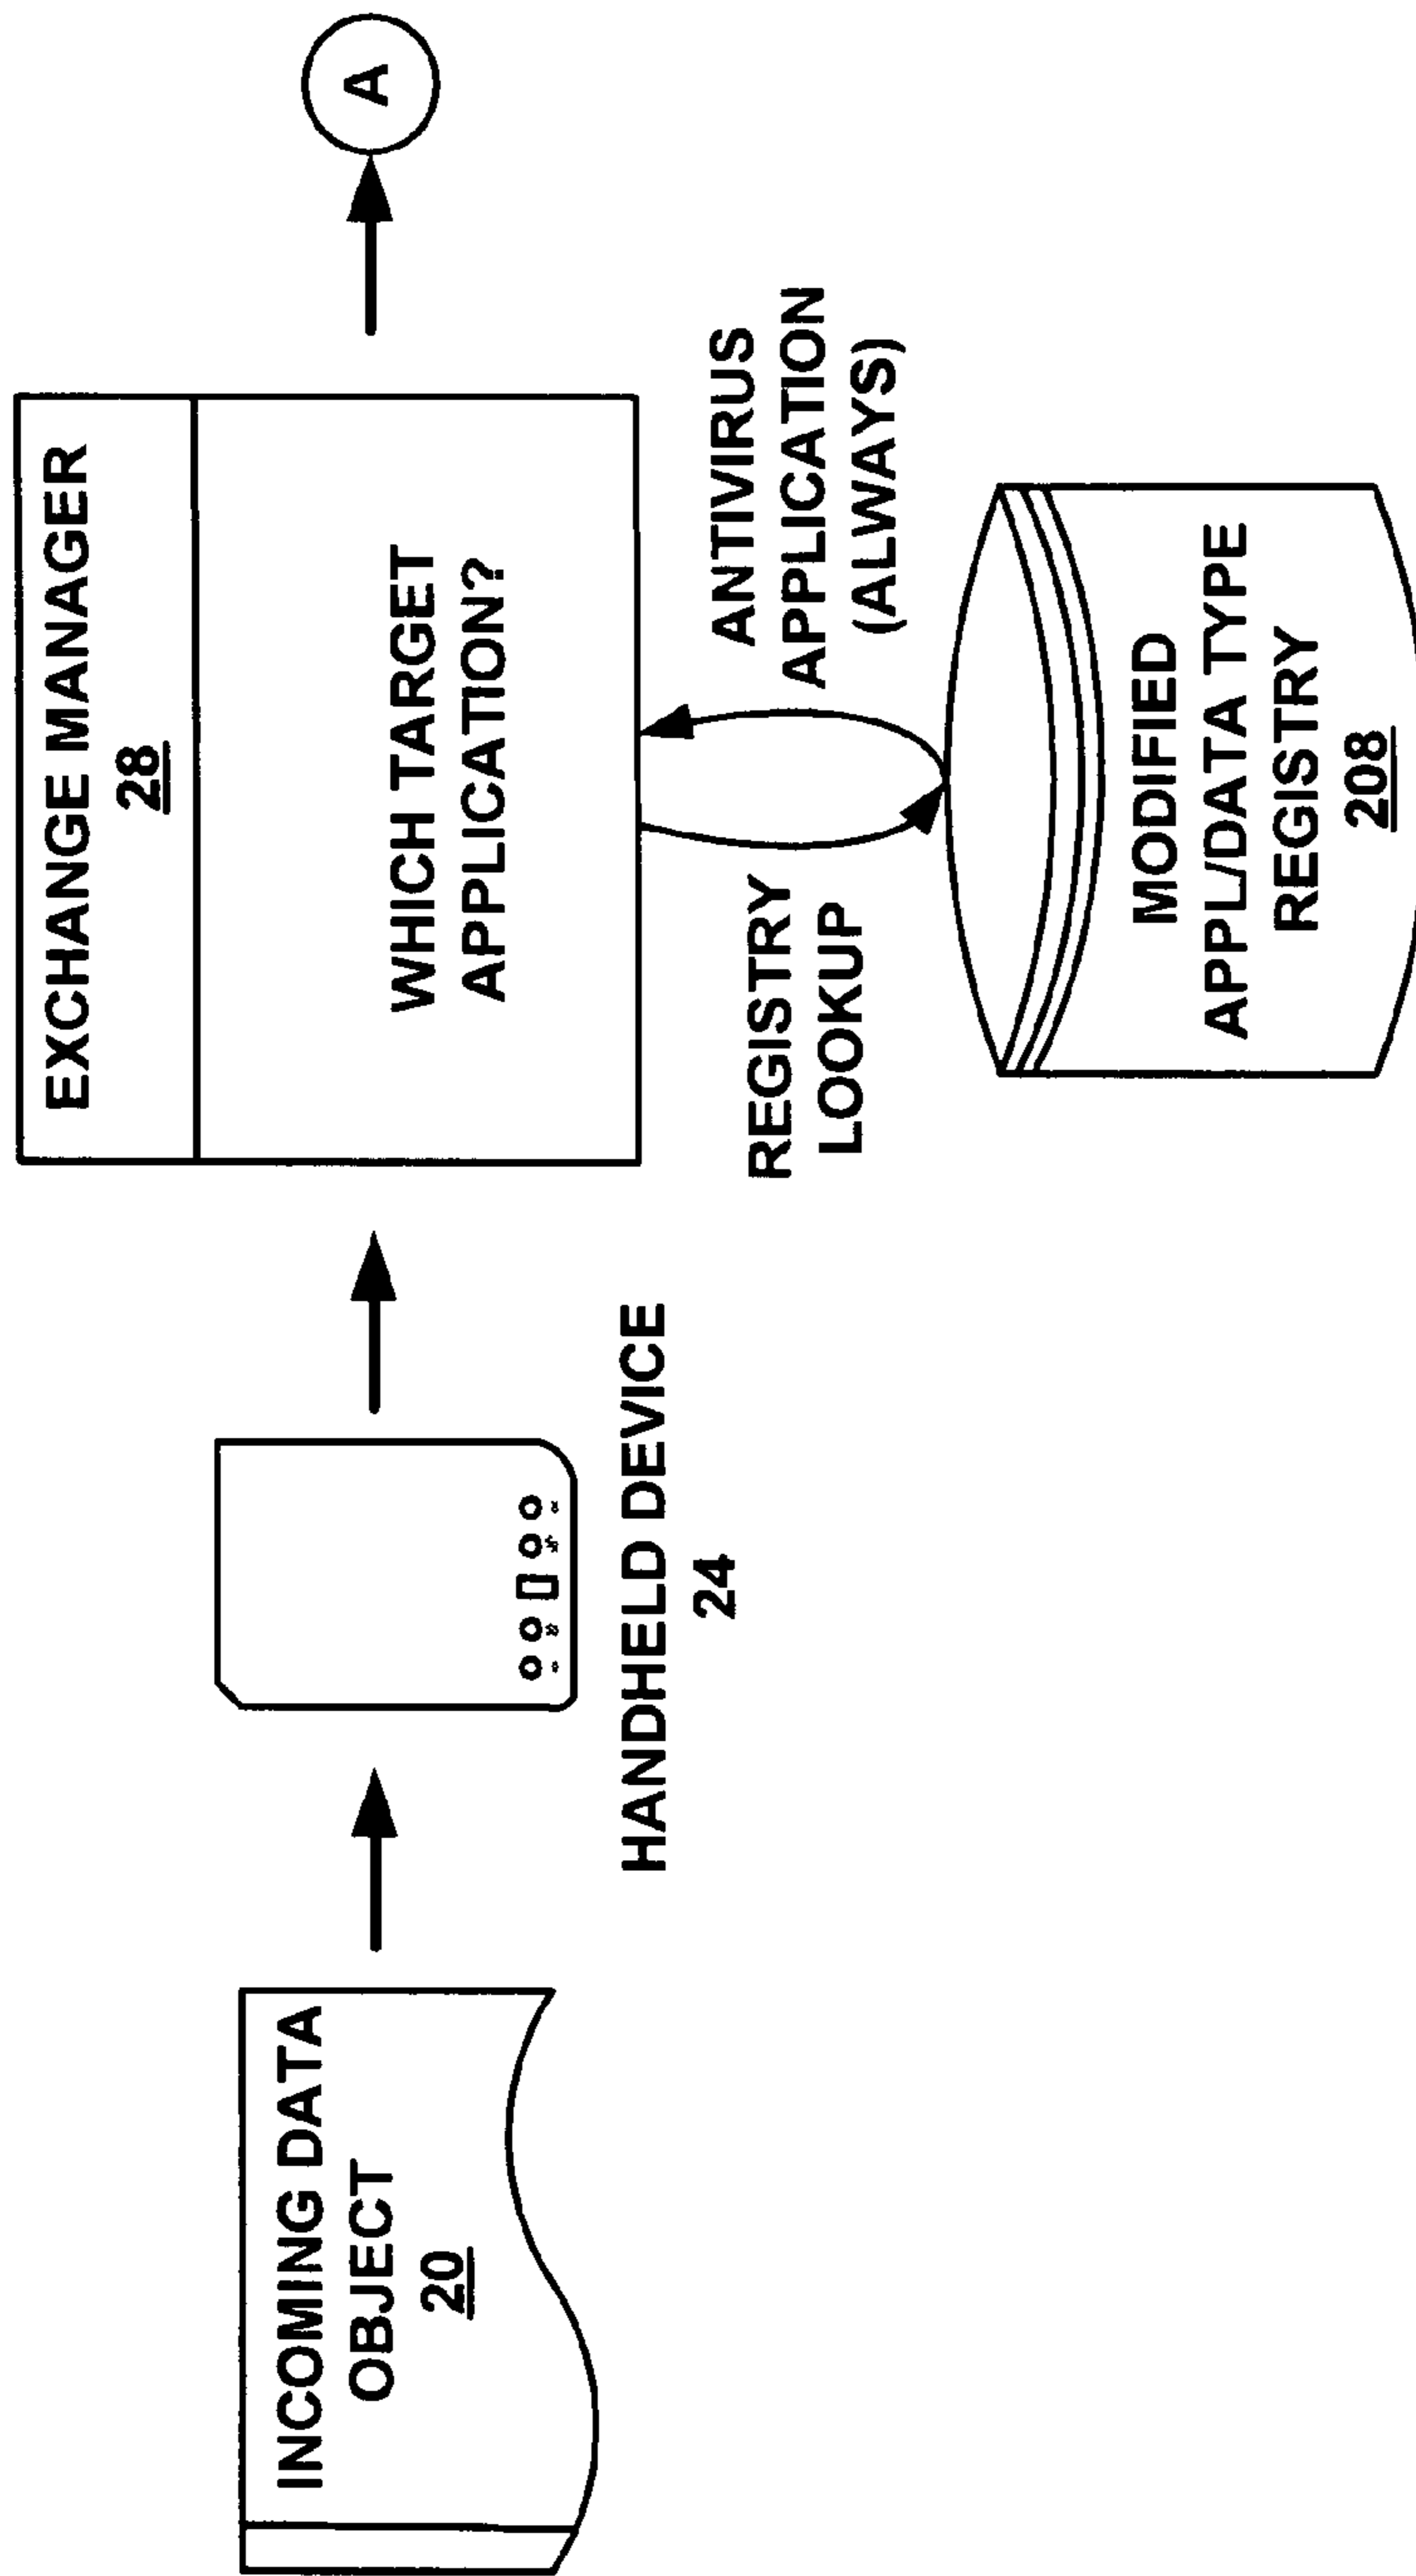 INCOMING DATA
OBJECT
20
HANDHELD DEVICE
24
EXCHANGE MANAGER
28
WHICH TARGET
APPLICATION?
REGISTRY
LOOKUP
ANTIVIRUS
APPLICATION
(ALWAYS)
MODIFIED
APPL/DATA TYPE
REGISTRY
208
A